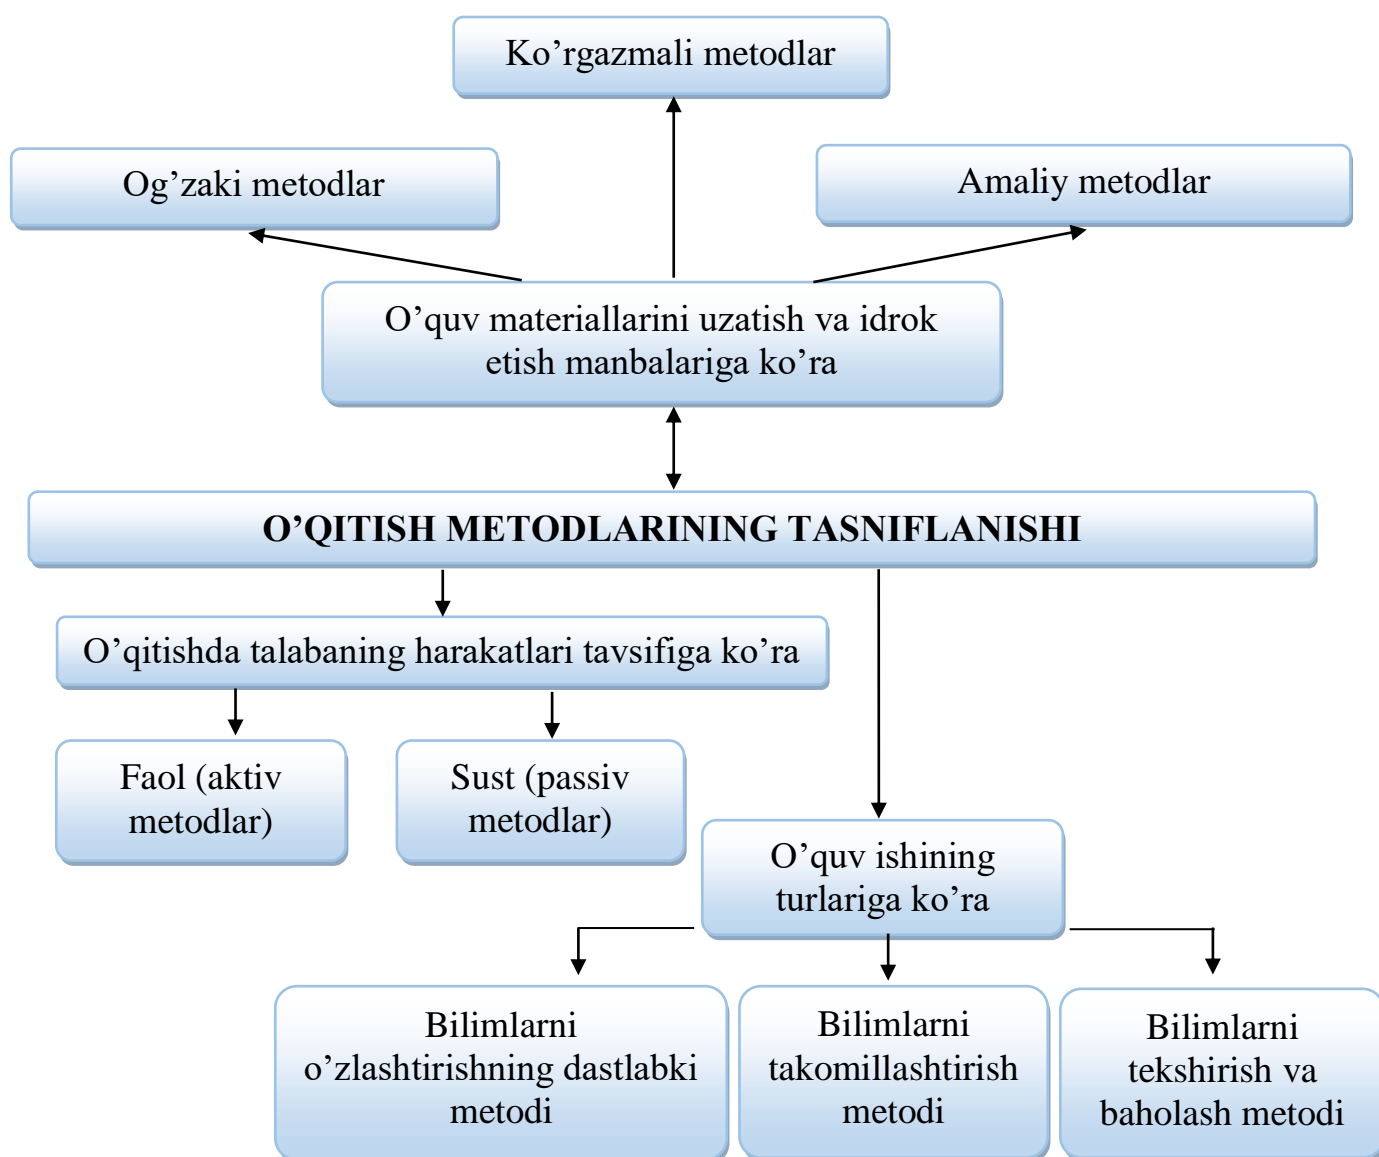 Ko’rgazmali metodlar
Og’zaki metodlar
Amaliy metodlar
O’quv materiallarini uzatish va idrok
etish manbalariga ko’ra
O’QITISH METODLARINING TASNIFLANISHI
O’qitishda talabaning harakatlari tavsifiga ko’ra
Faol (aktiv
metodlar)
Sust (passiv
metodlar)
O’quv ishining
turlariga ko’ra
Bilimlarni
o’zlashtirishning dastlabki
metodi
Bilimlarni
takomillashtirish
metodi
Bilimlarni
tekshirish va
baholash metodi